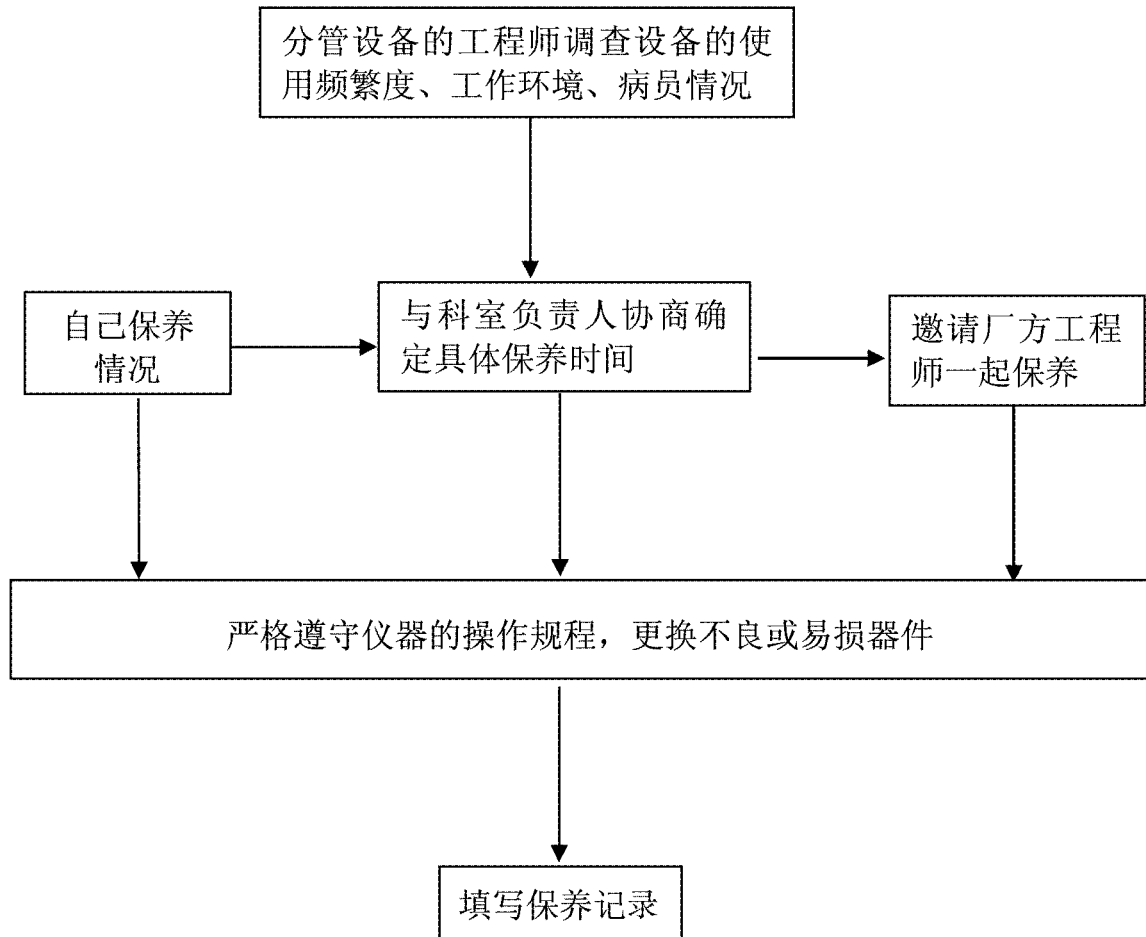 分管设备的工程师调查设备的使
用频繁度、工作环境、病员情况
自己保养
情况
与科室负责人协商确
定具体保养时间
邀请厂方工程
师一起保养
严格遵守仪器的操作规程，更换不良或易损器件
填写保养记录